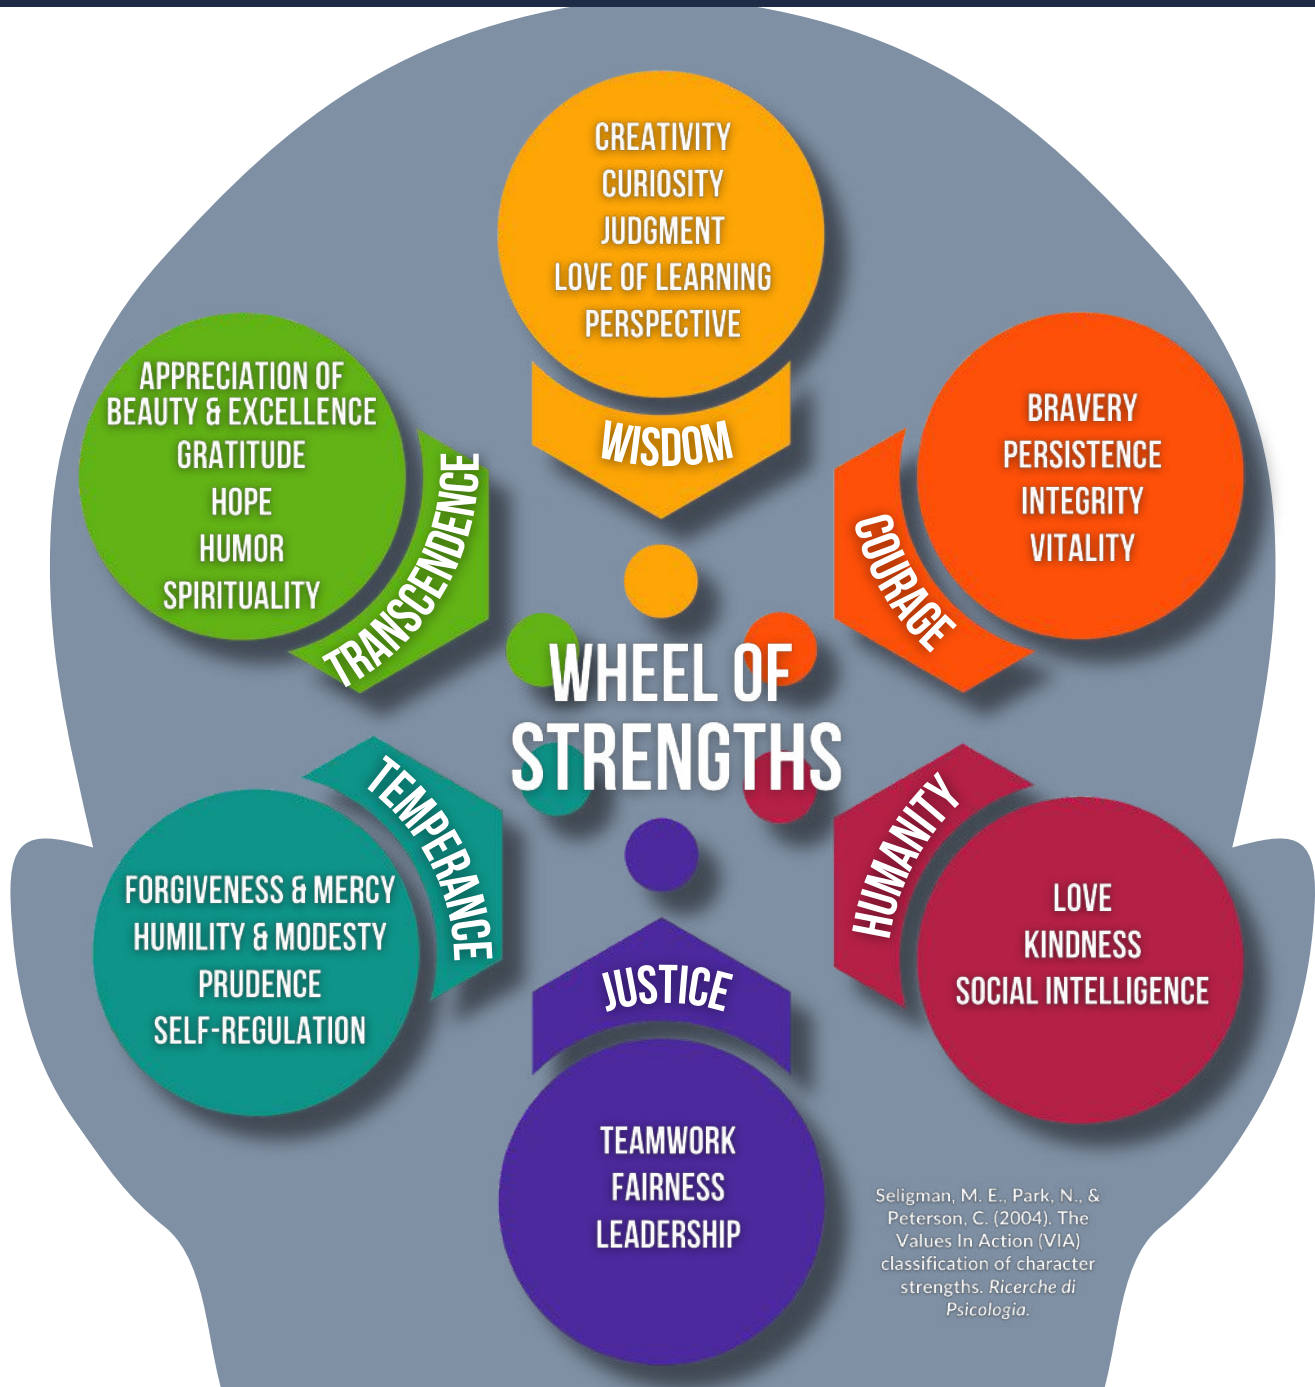 CREATIVITY
CURIOSITY
JUDGMENT
LOVE OF LEARNING
PERSPECTIVE
WISDOM
BRAVERY
PERSISTENCE
INTEGRITY
VITALITY
COURAGE
LOVE
KINDNESS
SOCIAL INTELLIGENCE
HUMANITY
JUSTICE
TEAMWORK
FAIRNESS
LEADERSHIP
TEMPERANCE
FORGIVENESS & MERCY
HUMILITY & MODESTY
PRUDENCE
SELF-REGULATION
APPRECIATION OF
BEAUTY & EXCELLENCE
GRATITUDE
HOPE
HUMOR
SPIRITUALITY
TRANSCENDENCE
WHEEL OF
STRENGTHS
Seligman, M. E., Park, N., &
Peterson, C. (2004). The
Values In Action (VIA)
classification of character
strengths. Ricerche di
Psicologia.